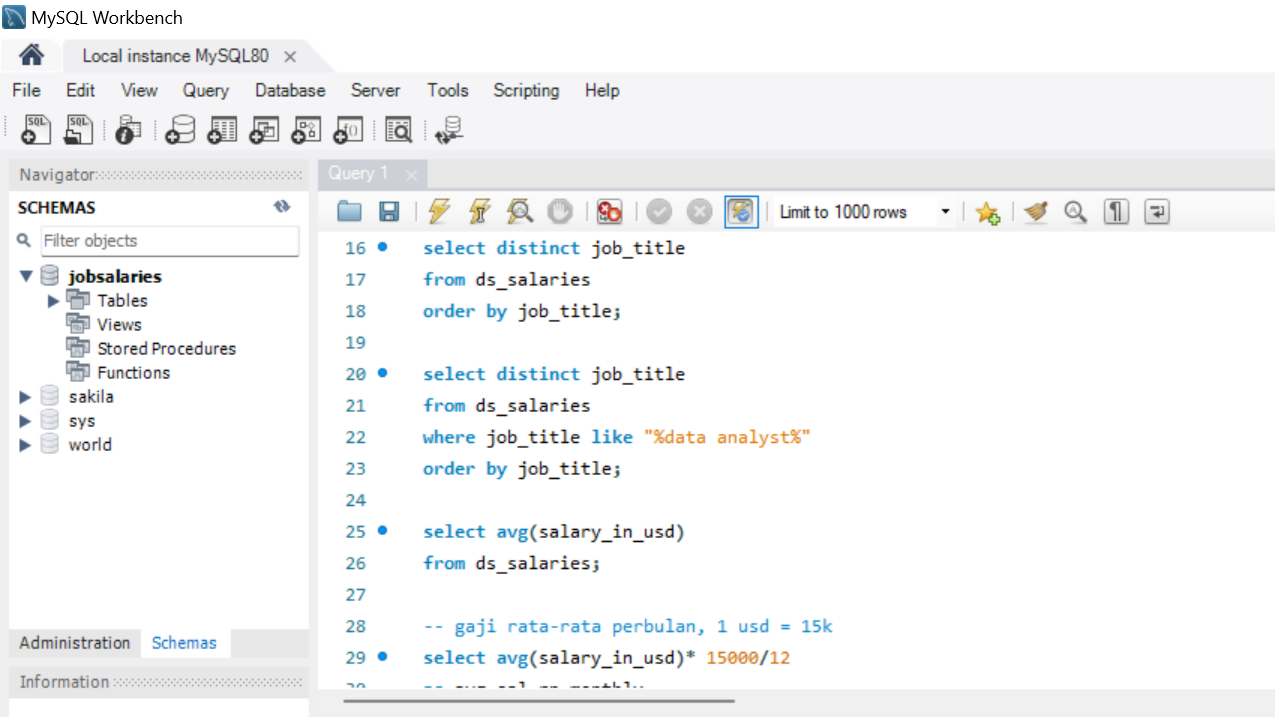 MySQL Workbench
Local instance MySQL80
File Edit View Query Database Server Tools Scripting Help
SQL SQL
Navigator
SCHEMAS
Filter objects
jobsalaries
Tables
Views
Stored Procedures
Functions
sakila
sys
world
Administration Schemas
Information
Query 1
Limit to 1000 rows
16 select distinct job_title
17 from ds_salaries
18 order by job_title;
19
20 select distinct job_title
21 from ds_salaries
22 where job_title like "%data analyst%"
23 order by job_title;
24
25 select avg(salary_in_usd)
26 from ds_salaries;
27
28 -- gaji rata-rata perbulan, 1 usd = 15k
29 select avg(salary_in_usd)* 15000/12